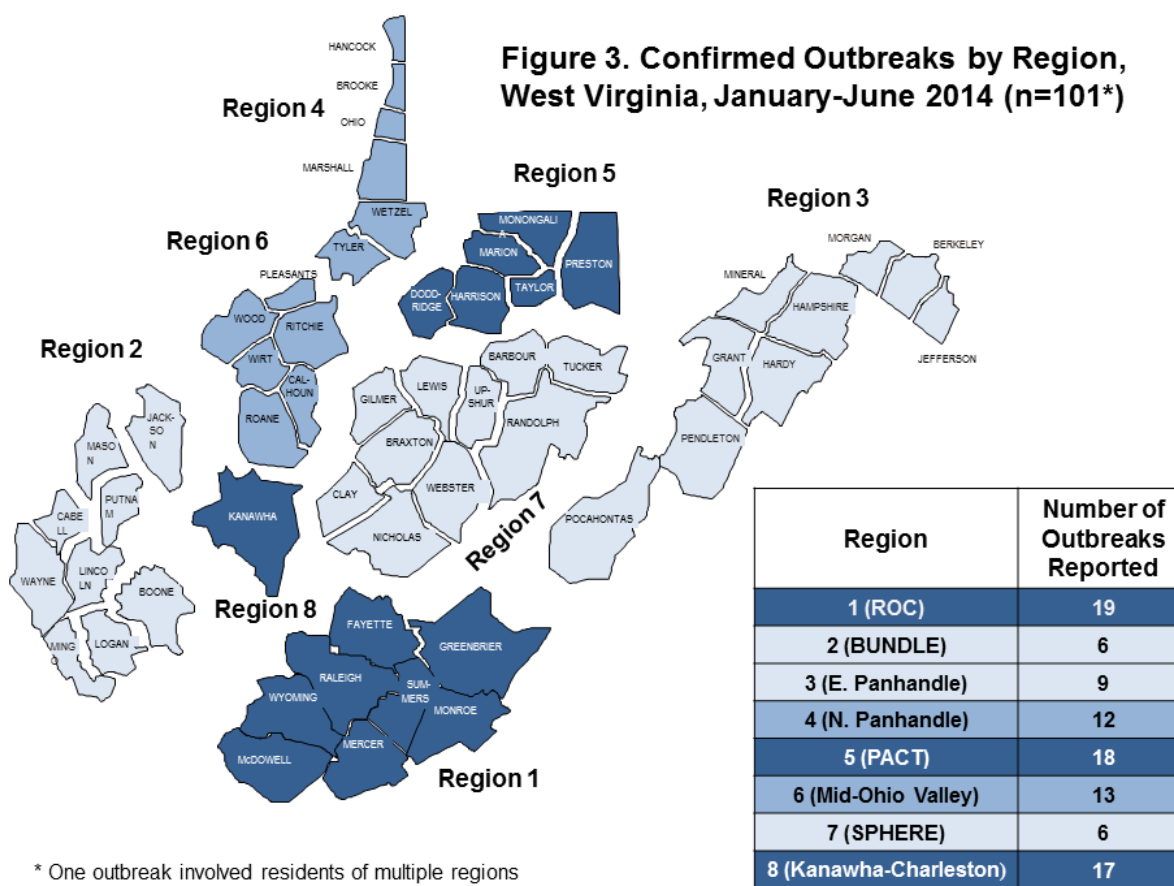 Figure 3. Confirmed Outbreaks by Region,
West Virginia, January-June 2014 (n=101*)
HANCOCK
BROOKE
Region 4
OHIO
MARSHALL
WETZEL
TYLER
Region 5
MONONGALI
A
MARION
PRESTON
TAYLOR
HARRISON
DODD-
RIDGE
Region 3
MORGAN
BERKELEY
MINERAL
HAMPSHIRE
JEFFERSON
GRANT
HARDY
PENDLETON
POCAHONTAS
Region 6
PLEASANTS
WOOD
RITCHIE
WIRT
CAL-
HOUN
ROANE
Region 2
JACK-
SO
N
MASO
N
PUTNA
M
CABE
LL
WAYNE
LINCO
LN
BOONE
LOGAN
MING
O
BARBOUR
TUCKER
LEWIS
UP-
SHUR
GILMER
RANDOLPH
BRAXTON
WEBSTER
CLAY
NICHOLAS
Region 7
KANAWHA
Region 8
FAYETTE
GREENBRIER
RALEIGH
SUM-
MERS
WYOMING
MONROE
MERCER
McDOWELL
Region 1
Region Number of
Outbreaks
Reported
1 (ROC) 19
2 (BUNDLE) 6
3 (E. Panhandle) 9
4 (N. Panhandle) 12
5 (PACT) 18
6 (Mid-Ohio Valley) 13
7 (SPHERE) 6
8 (Kanawha-Charleston) 17
* One outbreak involved residents of multiple regions